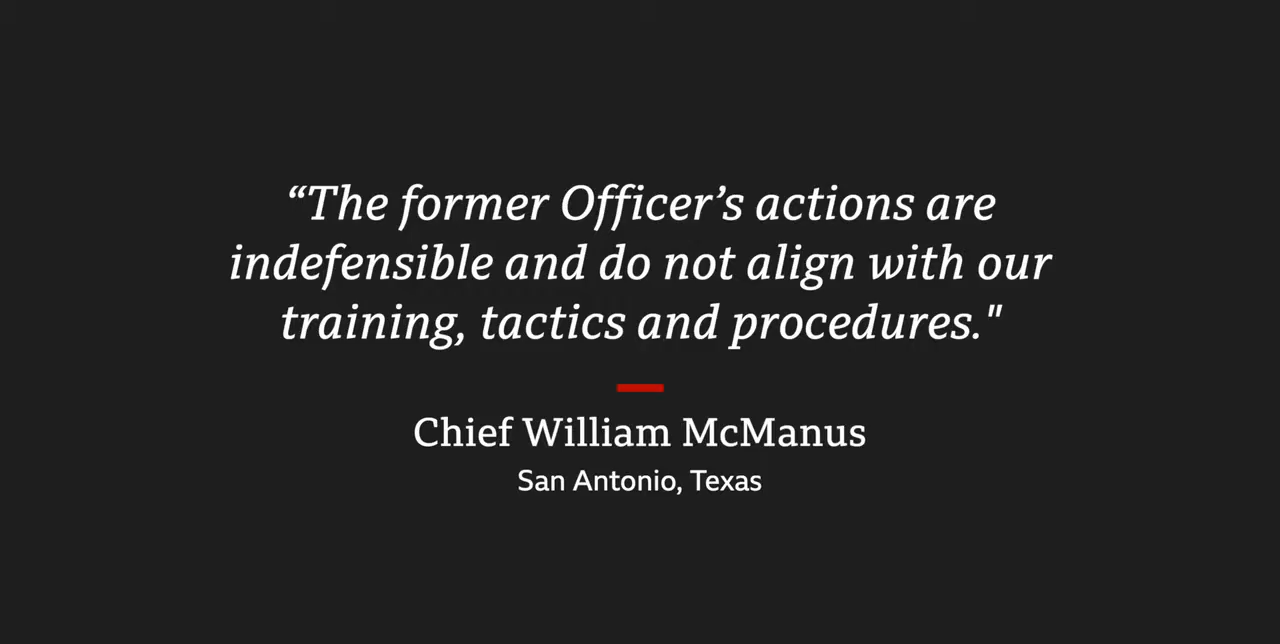 “The former Officer’s actions are
indefensible and do not align with our
training, tactics and procedures."
Chief William McManus
San Antonio, Texas